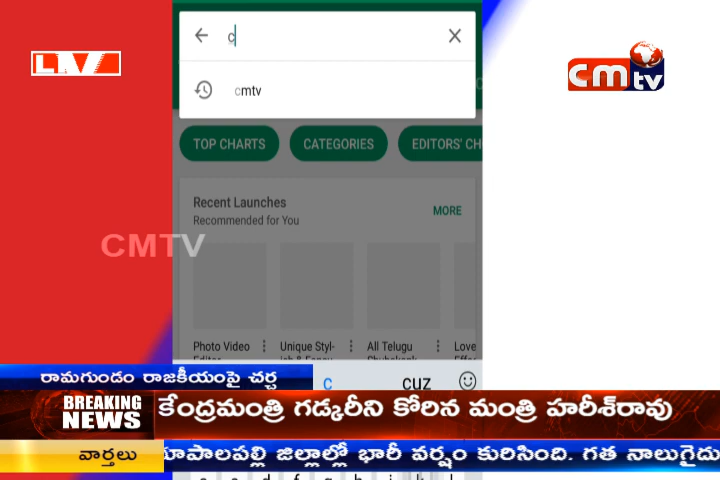 c
cmtv
LIVE
cmtv
TOP CHARTS
CATEGORIES
EDITORS' CH
Recent Launches
Recommended for You
MORE
CMTV
Photo Video
Unique Styl-
All Telugu
Love
రామగుండం రాజకీయంపై చర్చ
c
cuz
BREAKING
NEWS
కేంద్రమంత్రి గడ్కరీని కోరిన మంత్రి హరీశ్‌రావు
వార్తలు
జిల్లాల్లో భారీ వర్షం కురిసింది. గత నాలుగైదు